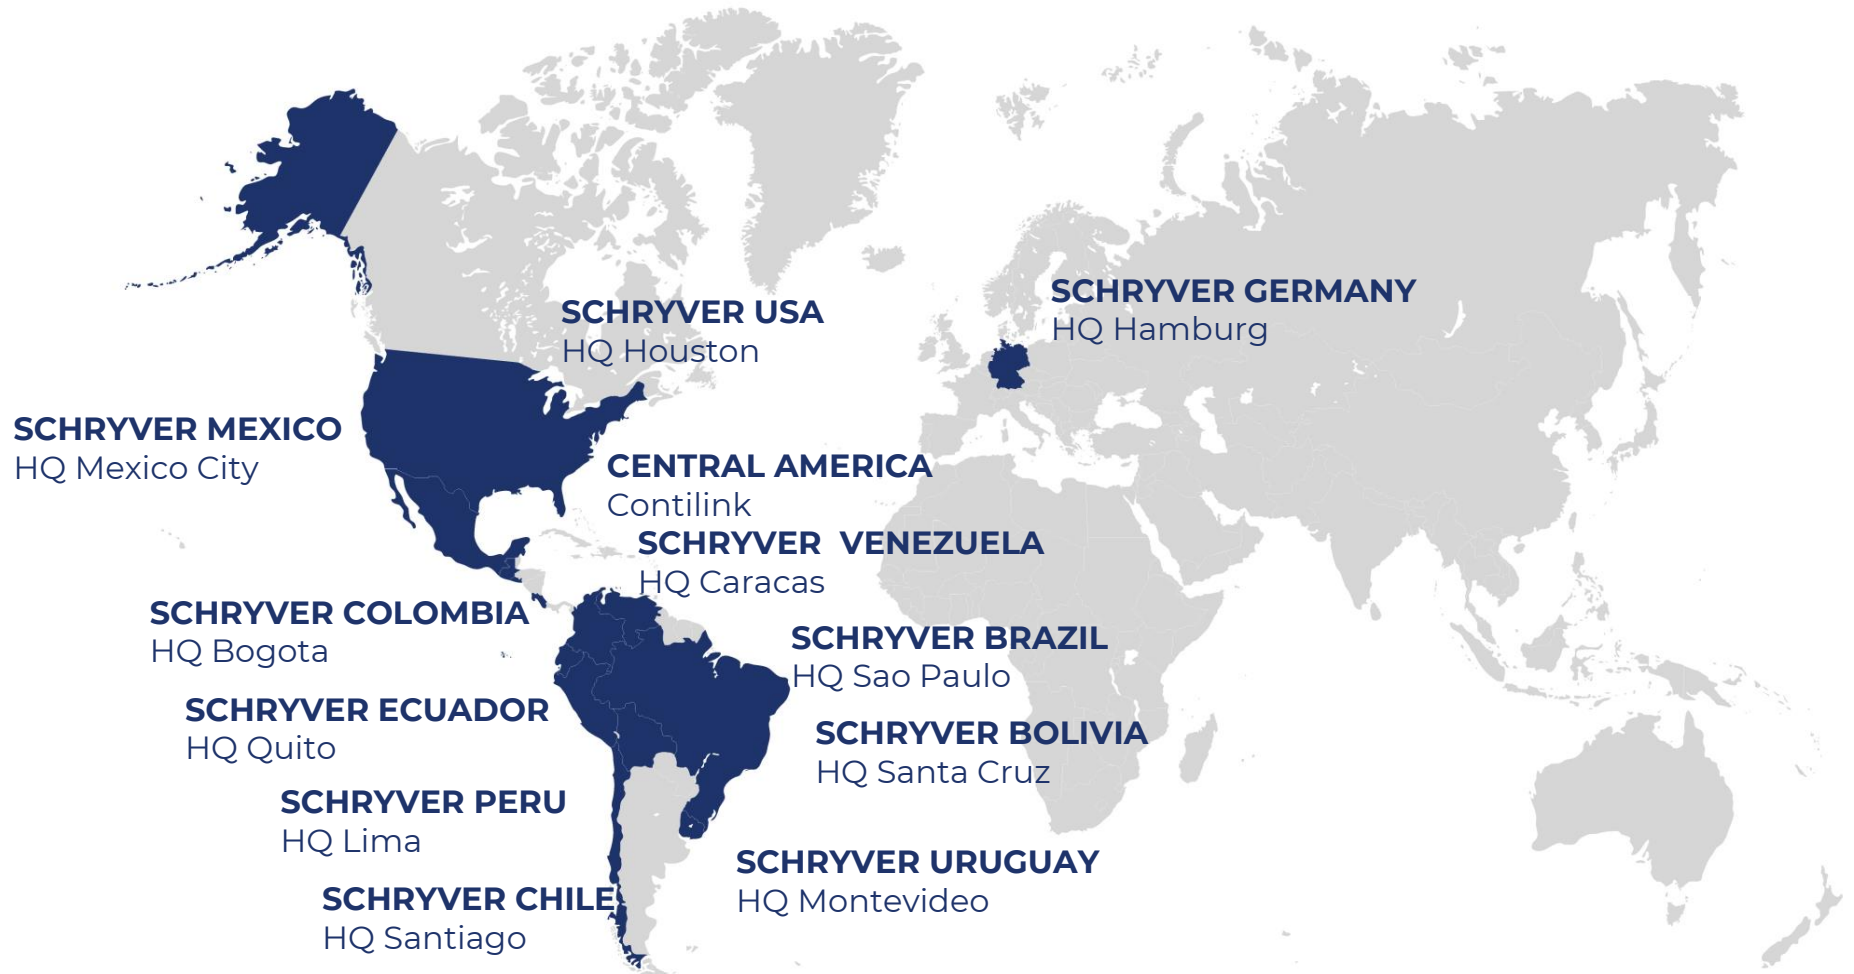 SCHRYVER USA
HQ Houston
SCHRYVER GERMANY
HQ Hamburg
SCHRYVER MEXICO
HQ Mexico City
CENTRAL AMERICA
Contilink
SCHRYVER  VENEZUELA
HQ Caracas
SCHRYVER COLOMBIA
HQ Bogota
SCHRYVER BRAZIL
HQ Sao Paulo
SCHRYVER ECUADOR
HQ Quito
SCHRYVER BOLIVIA
HQ Santa Cruz
SCHRYVER PERU
HQ Lima
SCHRYVER URUGUAY
HQ Montevideo
SCHRYVER CHILE
HQ Santiago